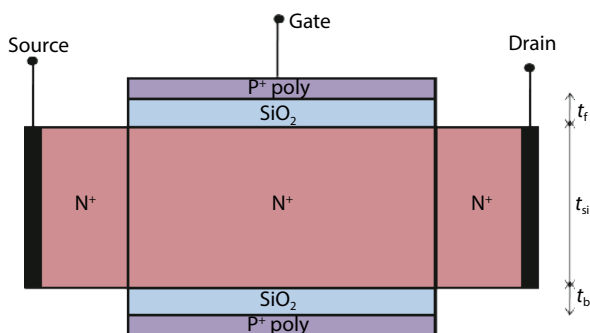 Gate
Source
Drain
P⁺ poly
SiO₂
t_f
N⁺
N⁺
N⁺
t_si
SiO₂
t_b
P⁺ poly